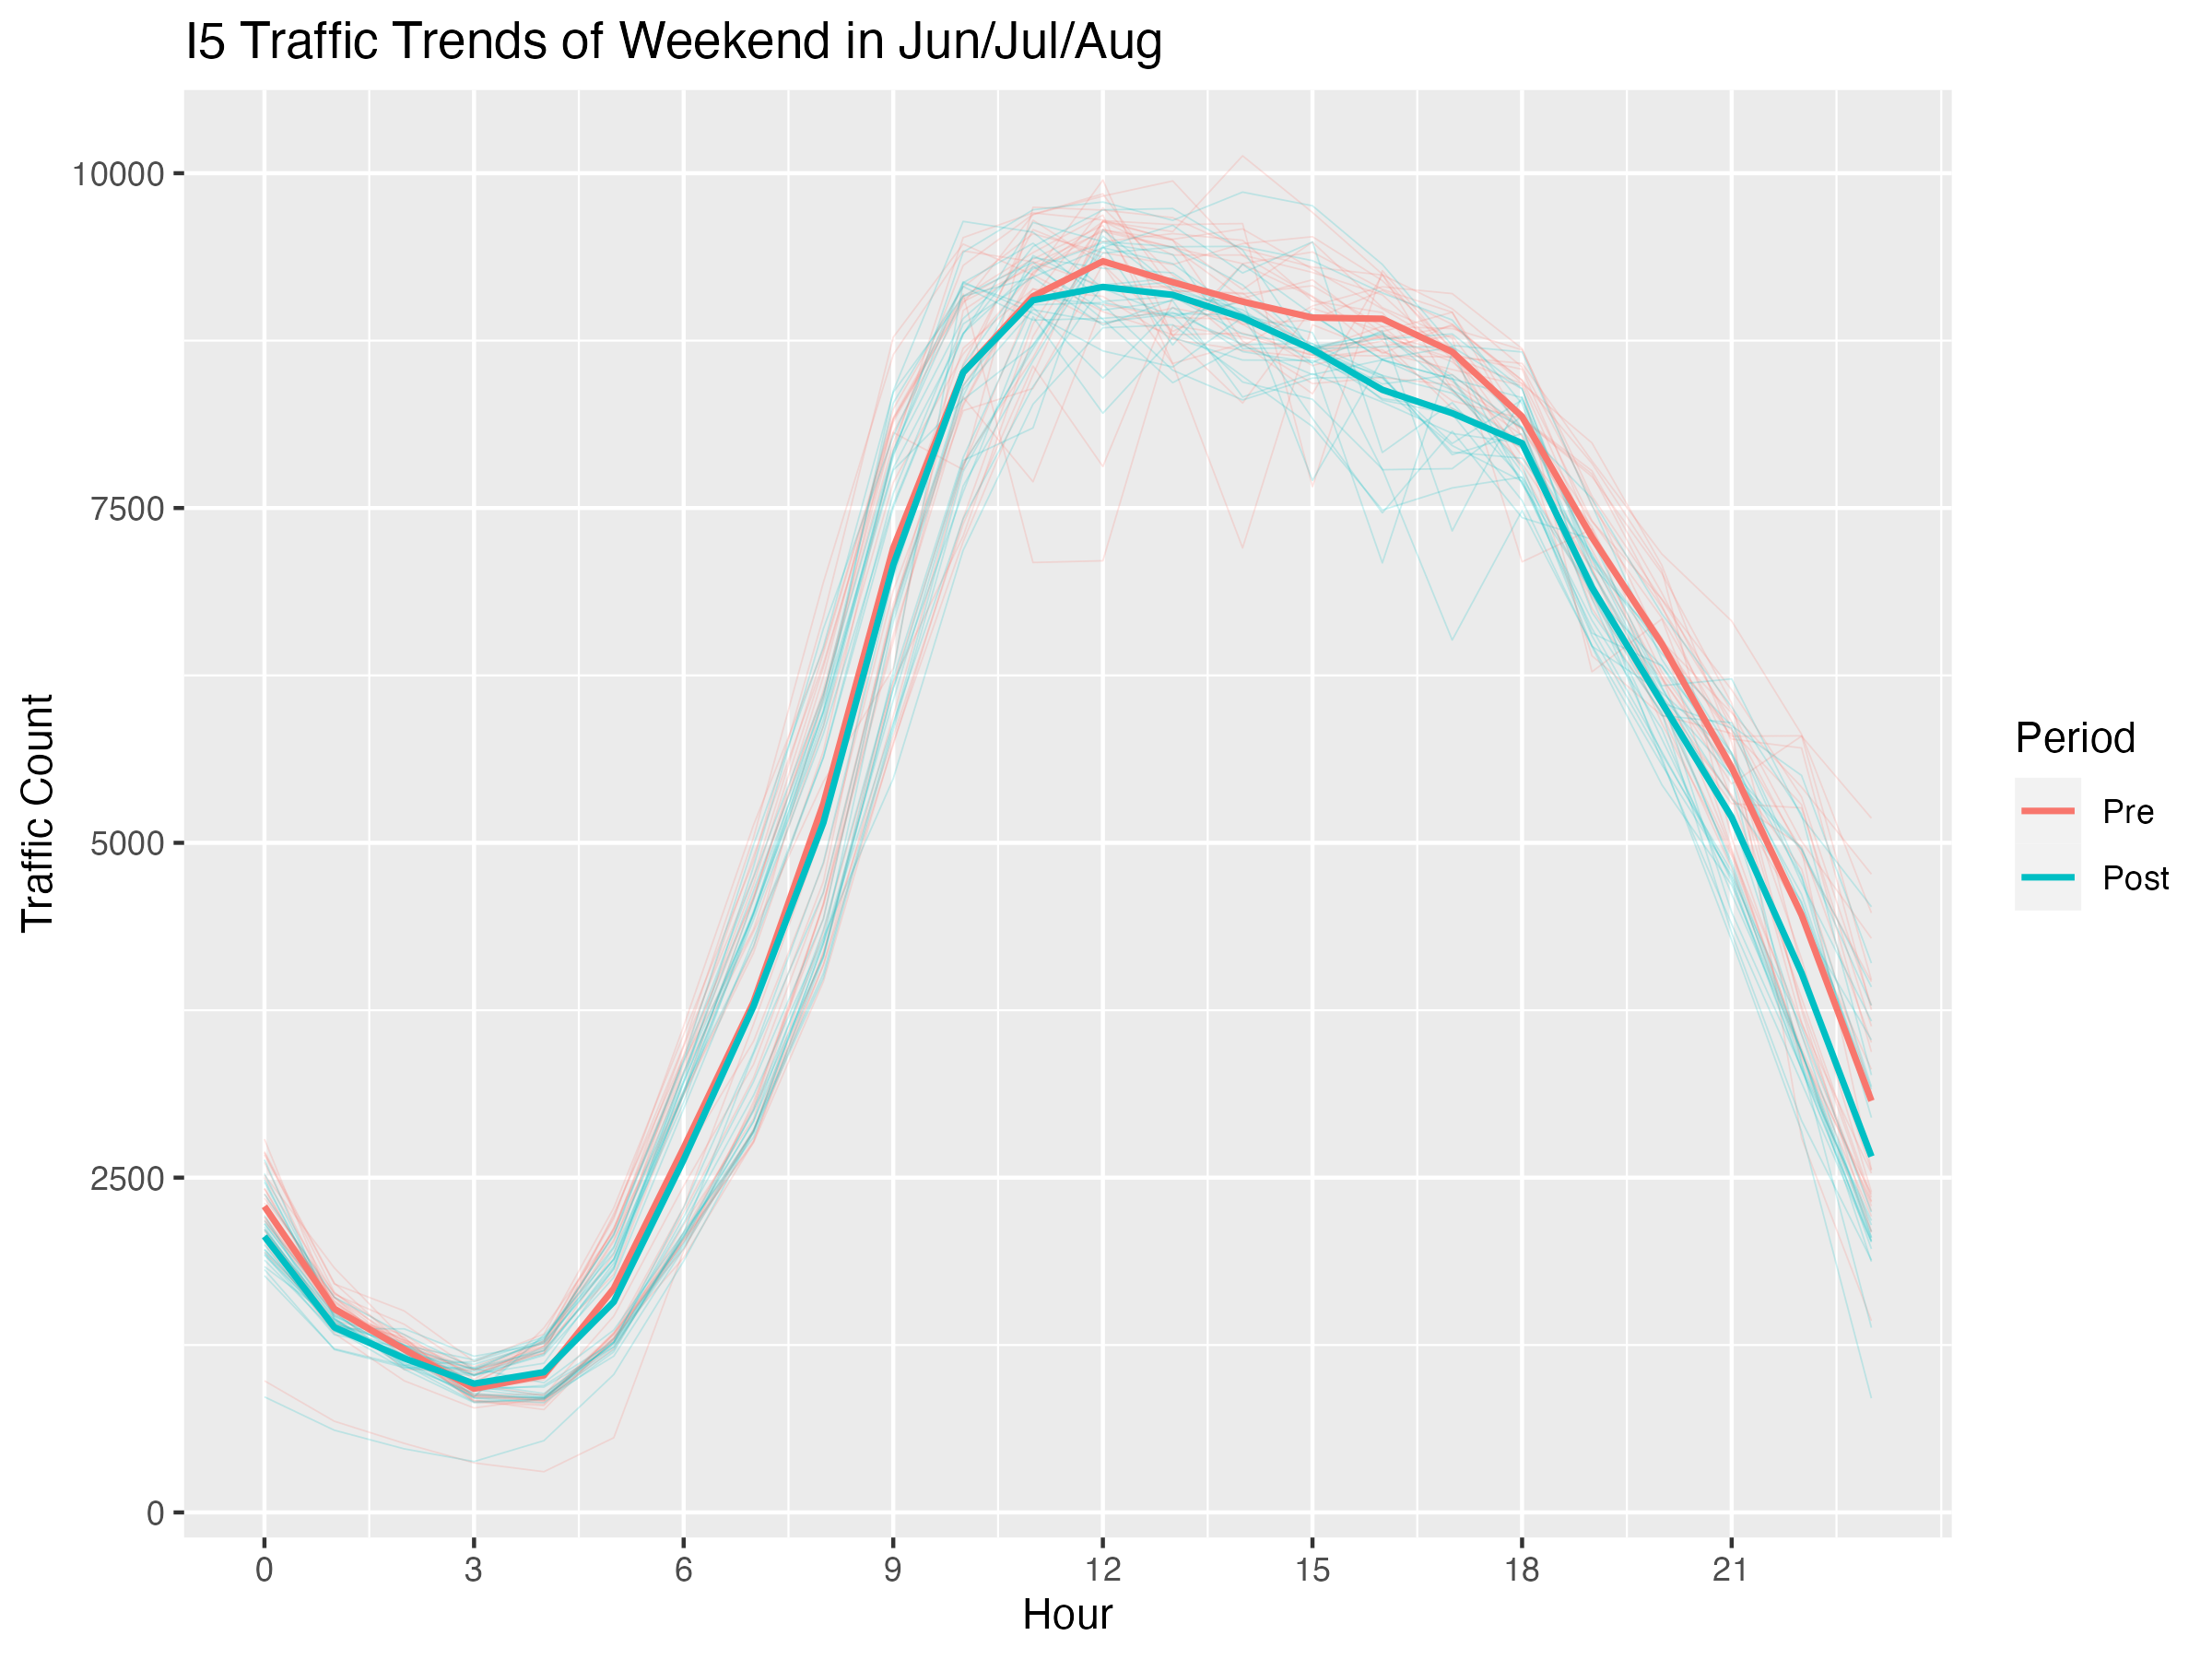 I5 Traffic Trends of Weekend in Jun/Jul/Aug
Traffic Count
10000
7500
5000
2500
0
0 3 6 9 12 15 18 21
Hour
Period
Pre
Post